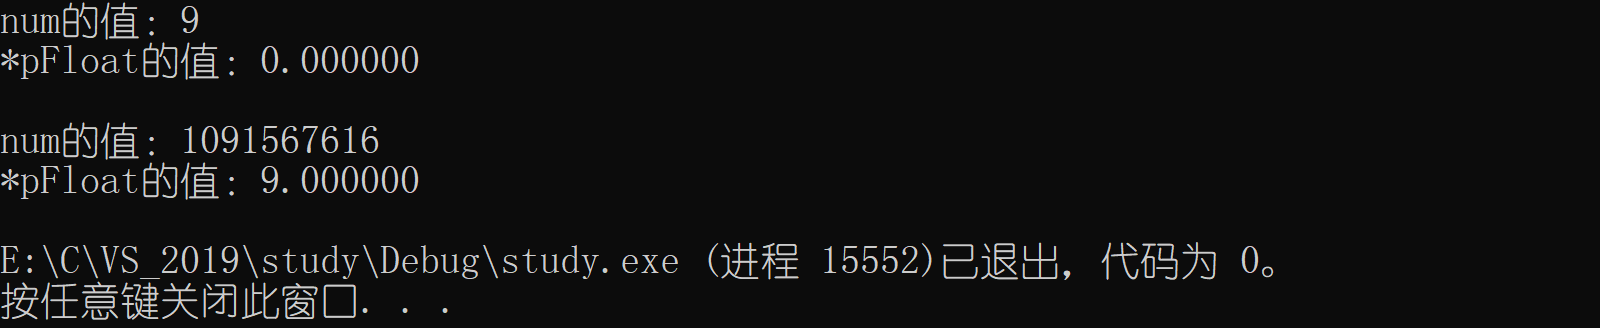 num的值: 9
*pFloat的值: 0.000000
num的值: 1091567616
*pFloat的值: 9.000000
E:\C\VS_2019\study\Debug\study.exe (进程 15552)已退出，代码为 0。
按任意键关闭此窗口. . .